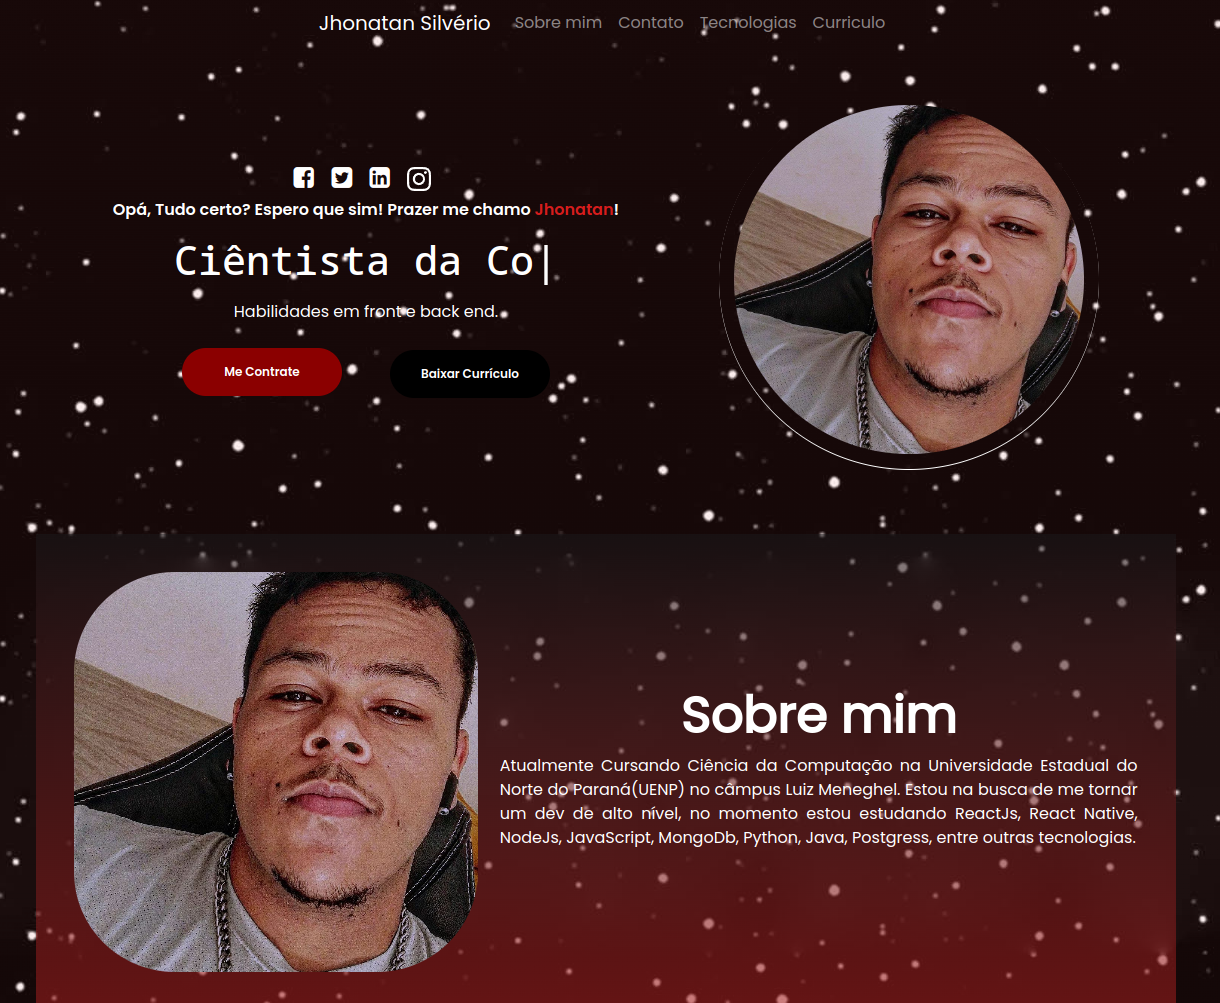 Jhonatan Silvério Sobre mim Contato Tecnologias Curriculo
Opá, Tudo certo? Espero que sim! Prazer me chamo Jhonatan!
Ciêntista da Co
Habilidades em front e back end.
Me Contrate Baixar Currículo
Sobre mim
Atualmente Cursando Ciência da Computação na Universidade Estadual do
Norte do Paraná(UENP) no câmpus Luiz Meneghel. Estou na busca de me tornar
um dev de alto nível, no momento estou estudando ReactJs, React Native,
NodeJs, JavaScript, MongoDb, Python, Java, Postgress, entre outras tecnologias.